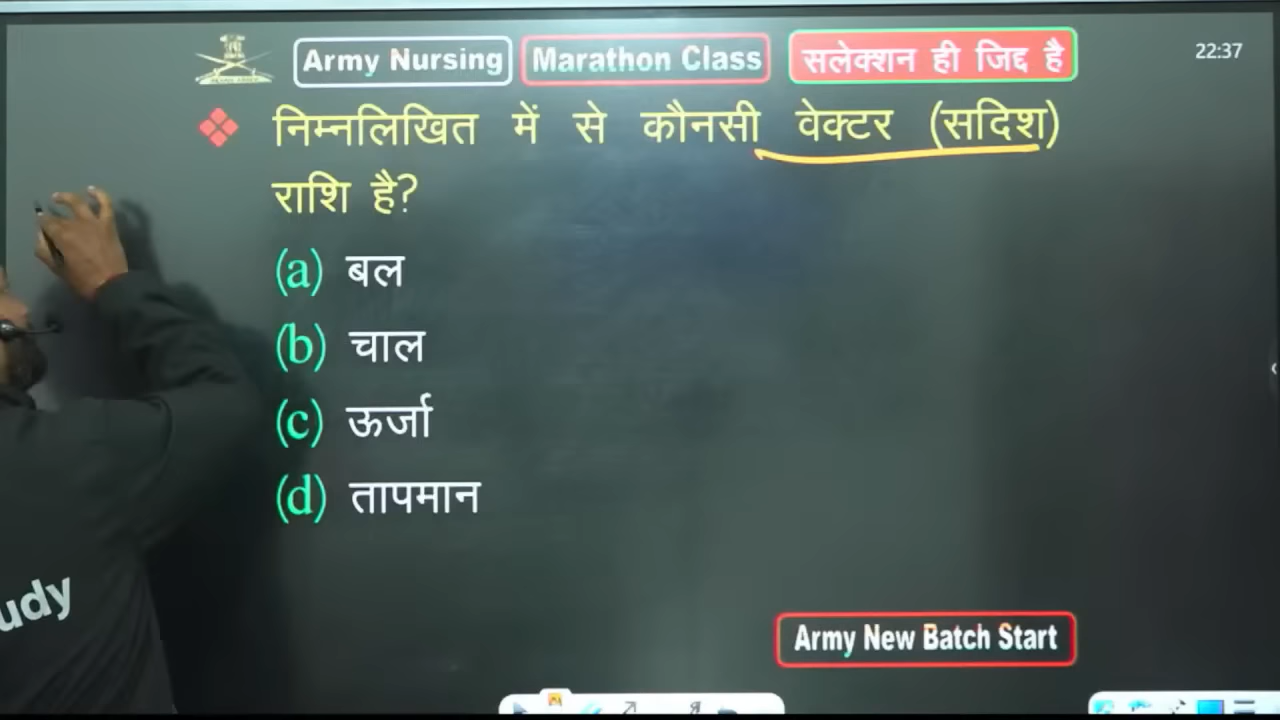 Army Nursing Marathon Class सलेक्शन ही जिद्द है 22:37
निम्नलिखित में से कौनसी वेक्टर (सदिश)
राशि है?
(a) बल
(b) चाल
(c) ऊर्जा
(d) तापमान
udy
Army New Batch Start